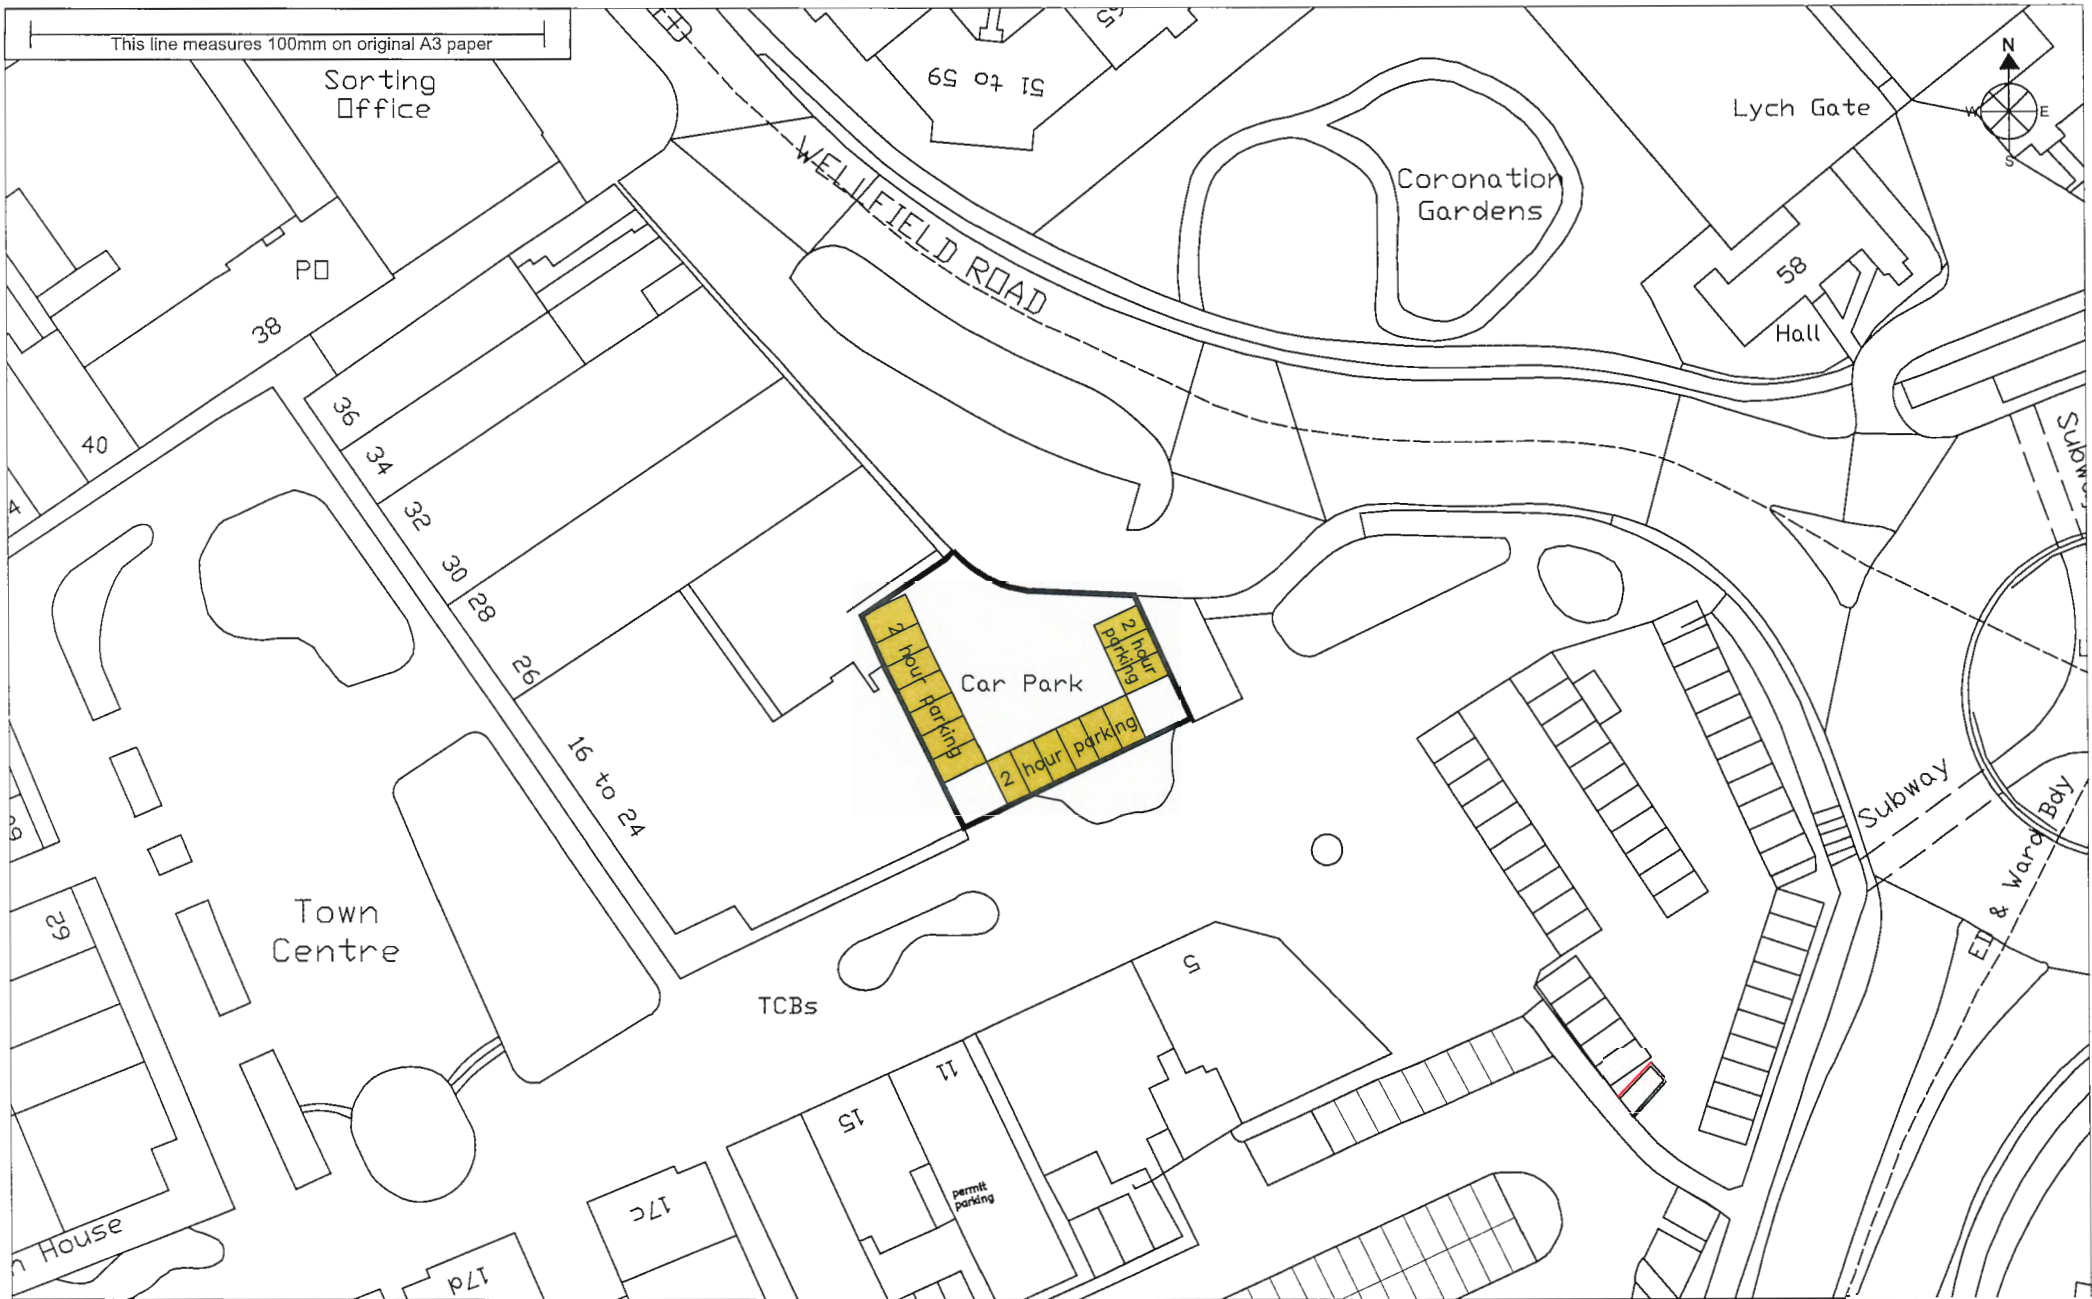 This line measures 100mm on original A3 paper
Sorting
Office
51 to 59
65
N
W
E
S
Lych Gate
WELLFIELD ROAD
Coronation
Gardens
PO
58
38
Hall
36
40
34
4
32
30
28
26
2 hour parking
2 hour
parking
Car Park
2 hour parking
16 to 24
Subway
ED & Ward Bdy
62
Town
Centre
TCBs
5
11
15
permit
parking
17c
17d
House